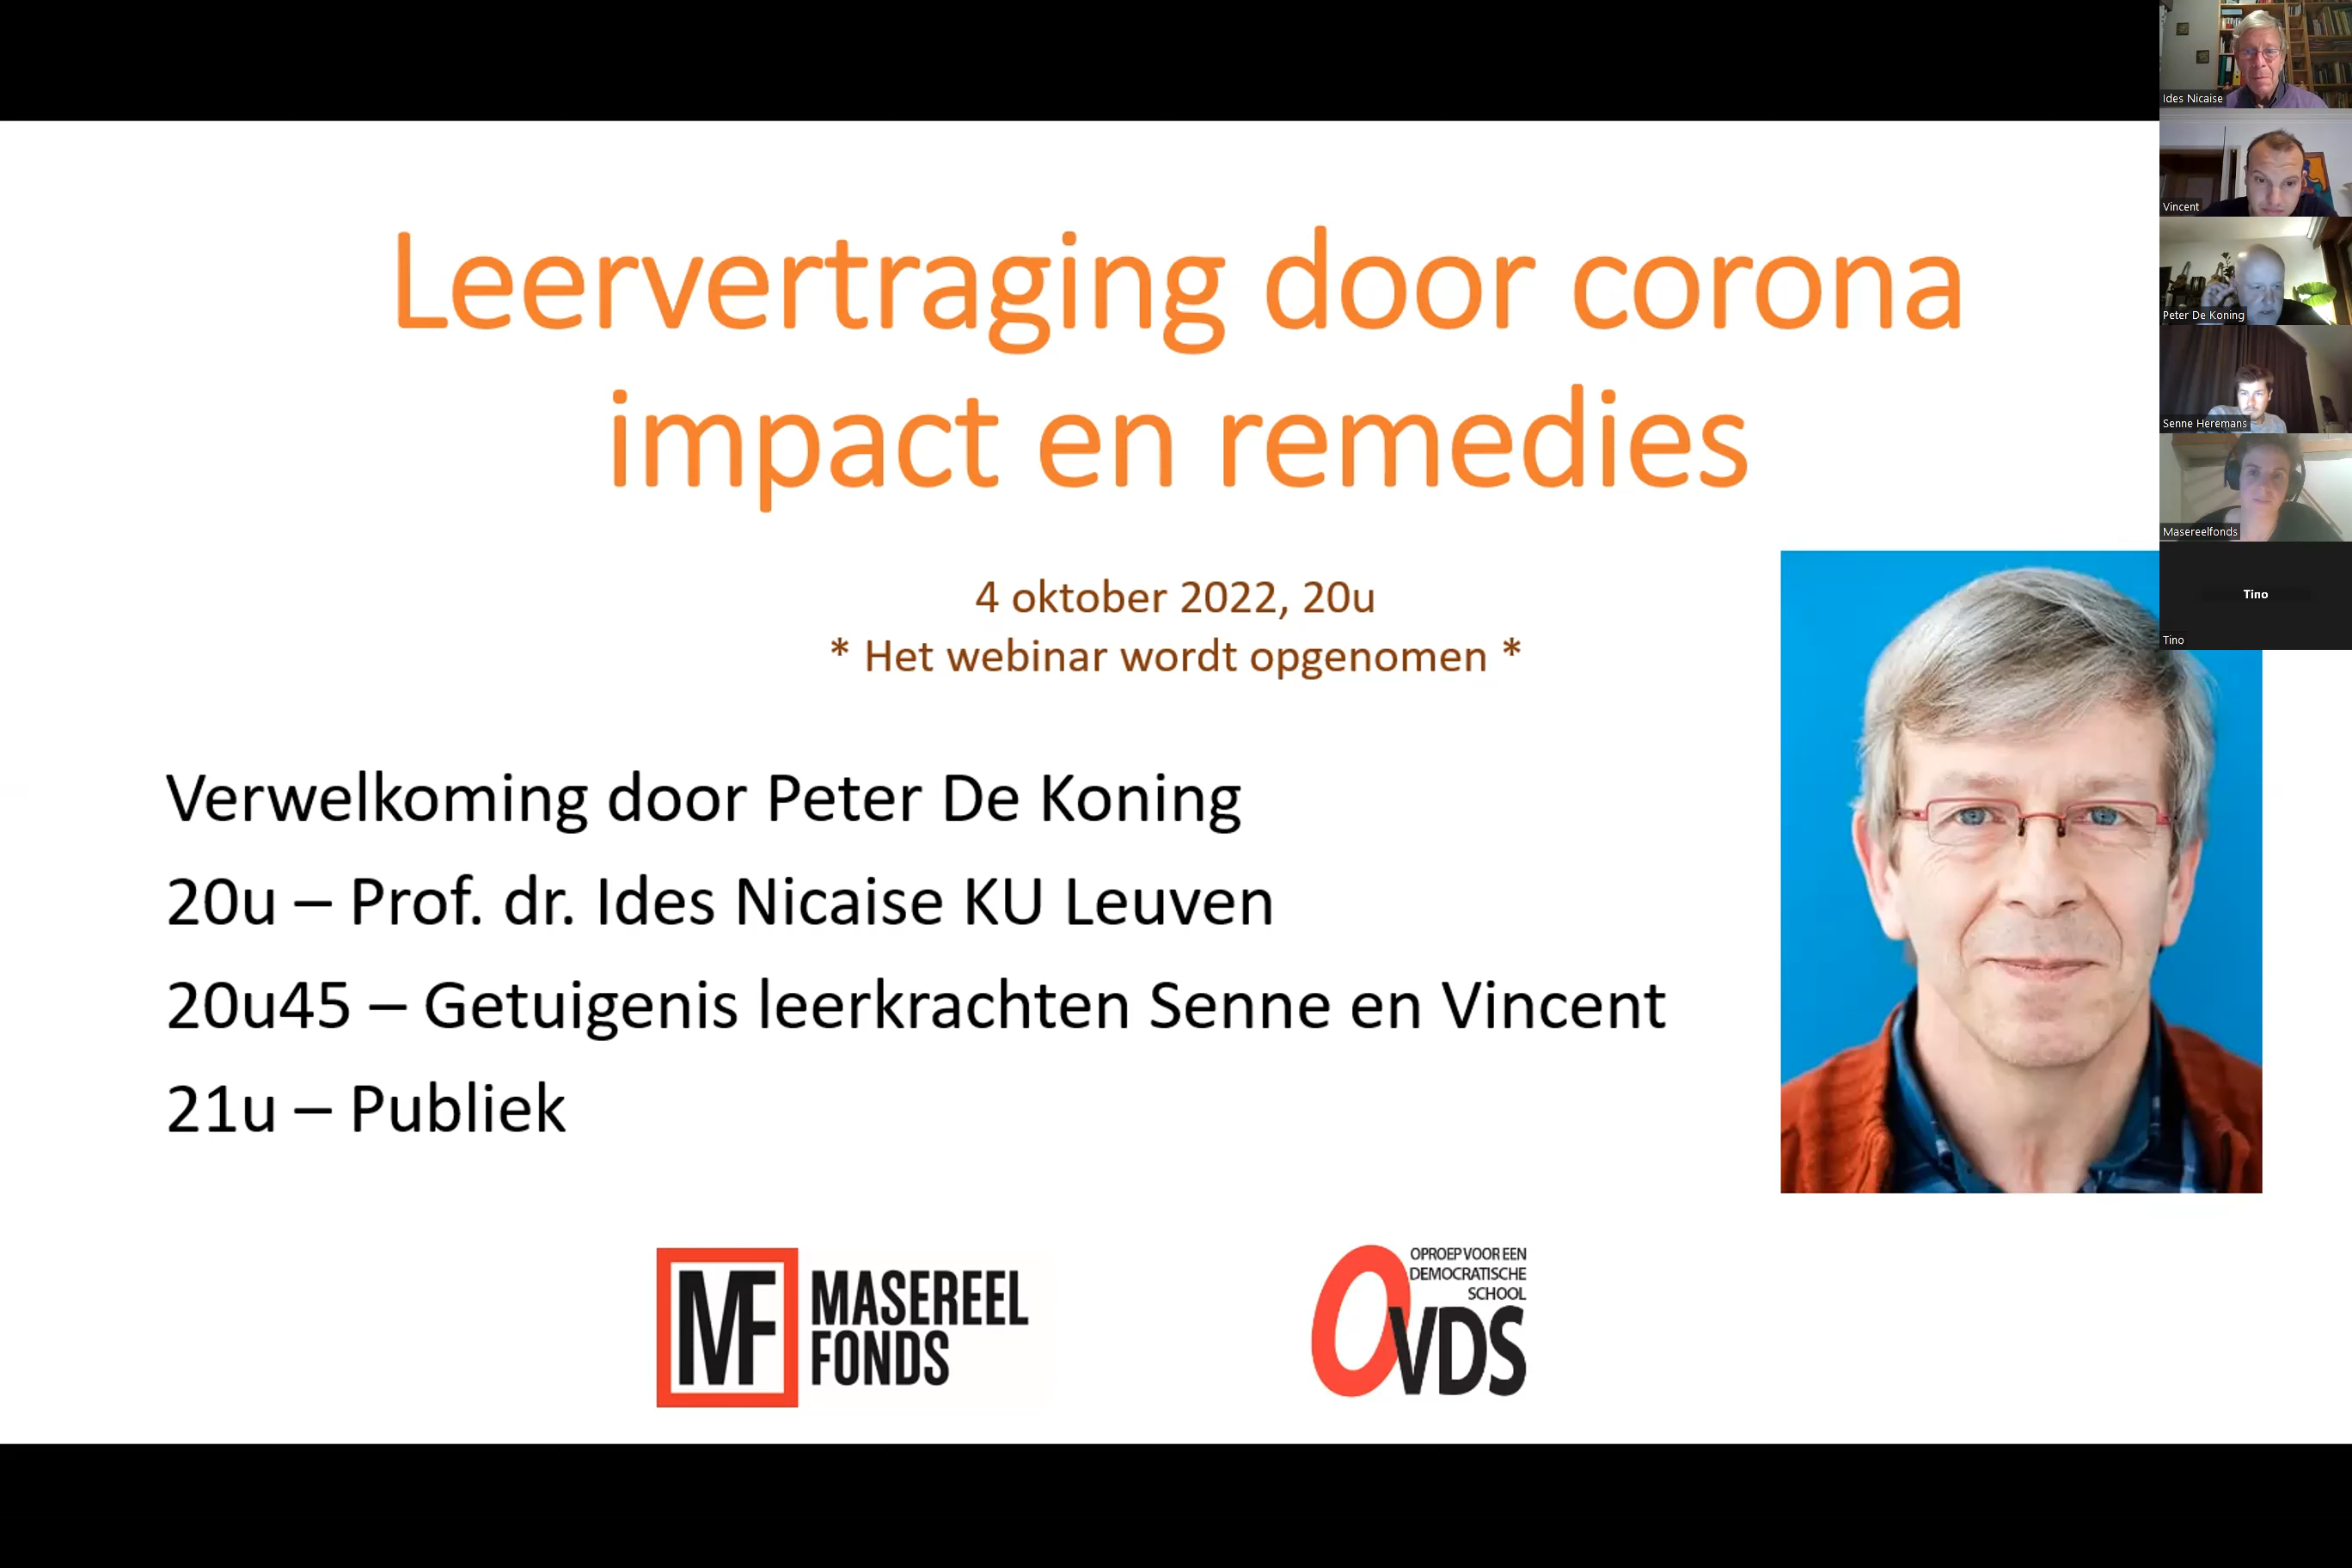 Leervertraging door corona
impact en remedies
4 oktober 2022, 20u
* Het webinar wordt opgenomen *
Verwelkoming door Peter De Koning
20u – Prof. dr. Ides Nicaise KU Leuven
20u45 – Getuigenis leerkrachten Senne en Vincent
21u – Publiek
MF
MASEREEL
FONDS
OPROEP VOOR EEN
DEMOCRATISCHE
SCHOOL
OVDS
Ides Nicaise
Vincent
Peter De Koning
Senne Heremans
Masereelfonds
Tino
Tino